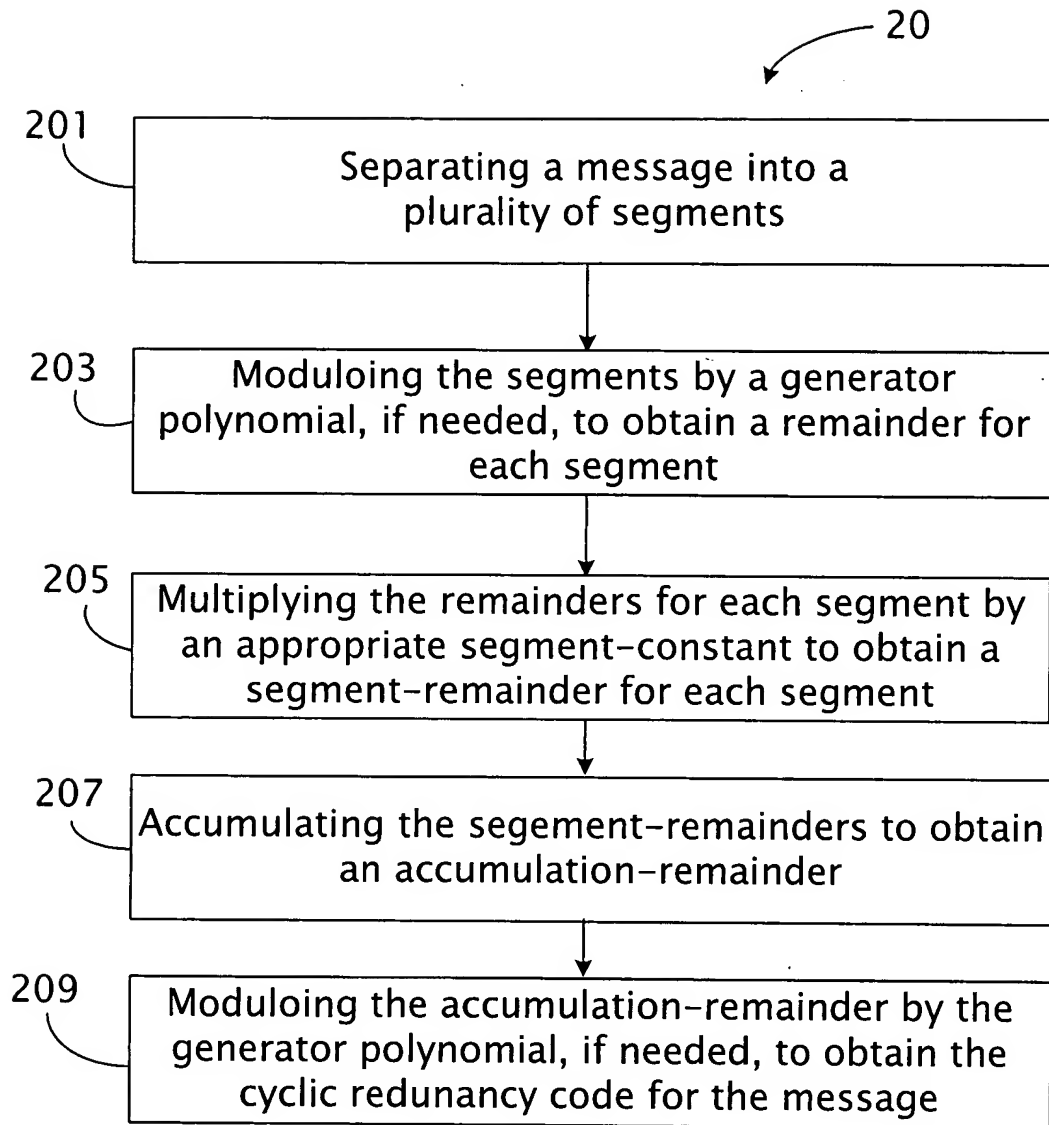 20
201
Separating a message into a
plurality of segments
203
Moduloing the segments by a generator
polynomial, if needed, to obtain a remainder for
each segment
205
Multiplying the remainders for each segment by
an appropriate segment-constant to obtain a
segment-remainder for each segment
207
Accumulating the segement-remainders to obtain
an accumulation-remainder
209
Moduloing the accumulation-remainder by the
generator polynomial, if needed, to obtain the
cyclic redunancy code for the message